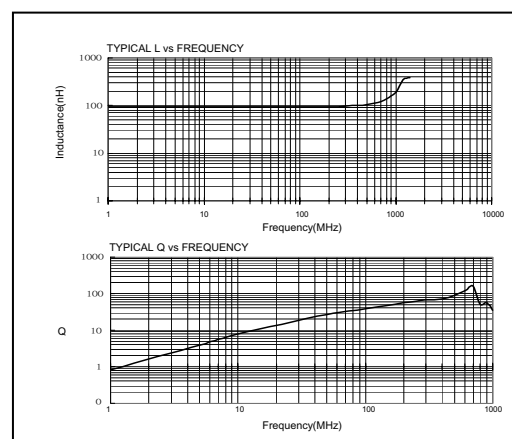 TYPICAL L vs FREQUENCY
1000
100
10
1
Inductance(nH)
1 10 100 1000 10000
Frequency(MHz)
TYPICAL Q vs FREQUENCY
1000
100
10
1
0
Q
1 10 100 1000
Frequency(MHz)